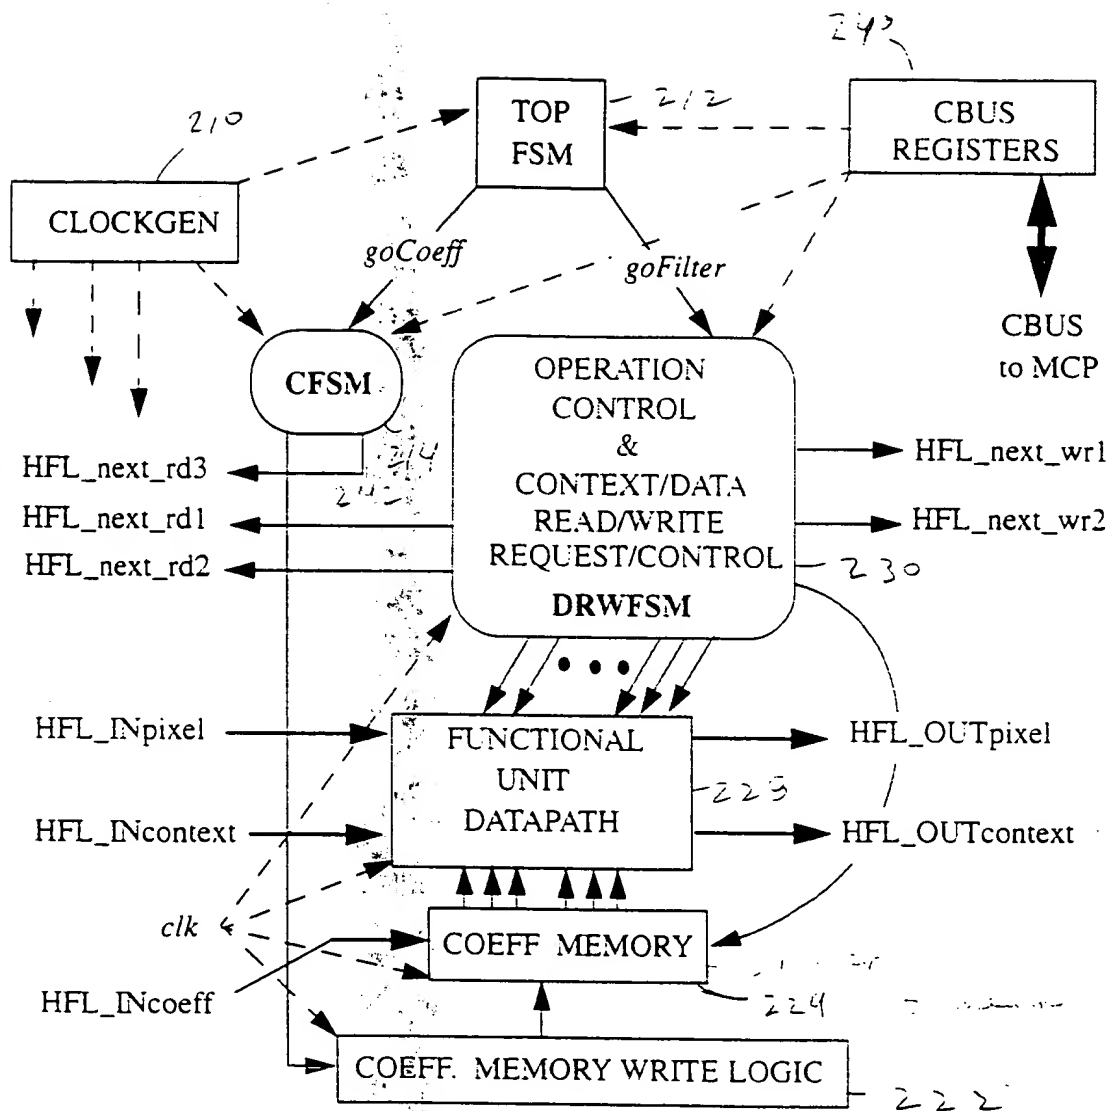 243
TOP
FSM
212
CBUS
REGISTERS
210
CLOCKGEN
goCoeff
goFilter
CBUS
to MCP
CFSM
OPERATION
CONTROL
&
CONTEXT/DATA
READ/WRITE
REQUEST/CONTROL
DRWFSM
214
HFL_next_rd3
HFL_next_rd1
HFL_next_rd2
HFL_next_wr1
HFL_next_wr2
230
HFL_INpixel
HFL_INcontext
FUNCTIONAL
UNIT
DATAPATH
HFL_OUTpixel
HFL_OUTcontext
clk
COEFF MEMORY
HFL_INcoeff
224
COEFF. MEMORY WRITE LOGIC
222